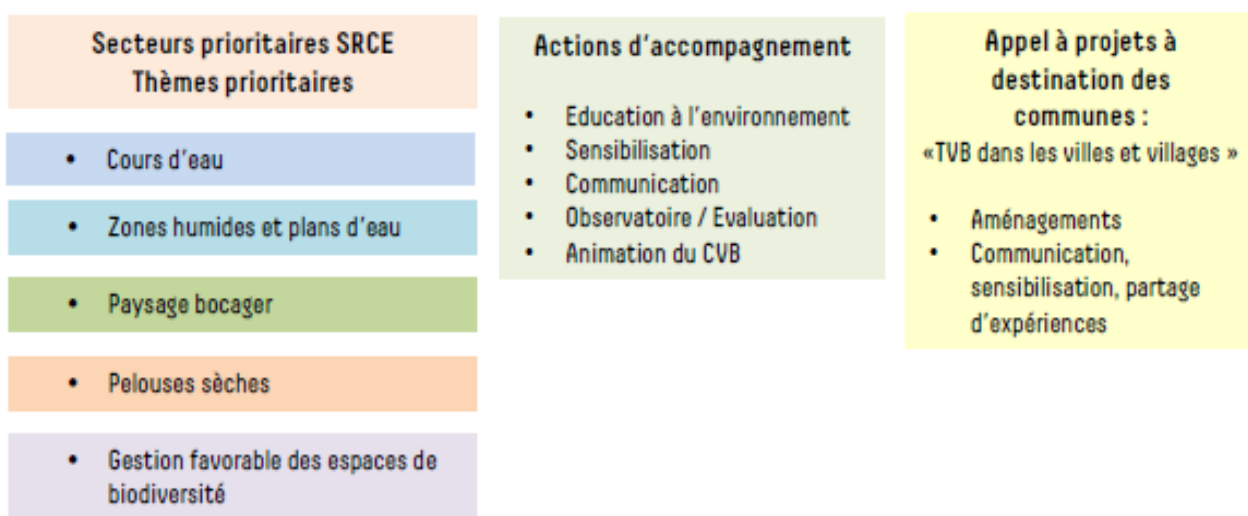 Secteurs prioritaires SRCE
Thèmes prioritaires
• Cours d'eau
• Zones humides et plans d'eau
• Paysage bocager
• Pelouses sèches
• Gestion favorable des espaces de
biodiversité
Actions d'accompagnement
• Education à l'environnement
• Sensibilisation
• Communication
• Observatoire / Evaluation
• Animation du CVB
Appel à projets à
destination des
communes :
«TVB dans les villes et villages »
• Aménagements
• Communication,
sensibilisation, partage
d'expériences